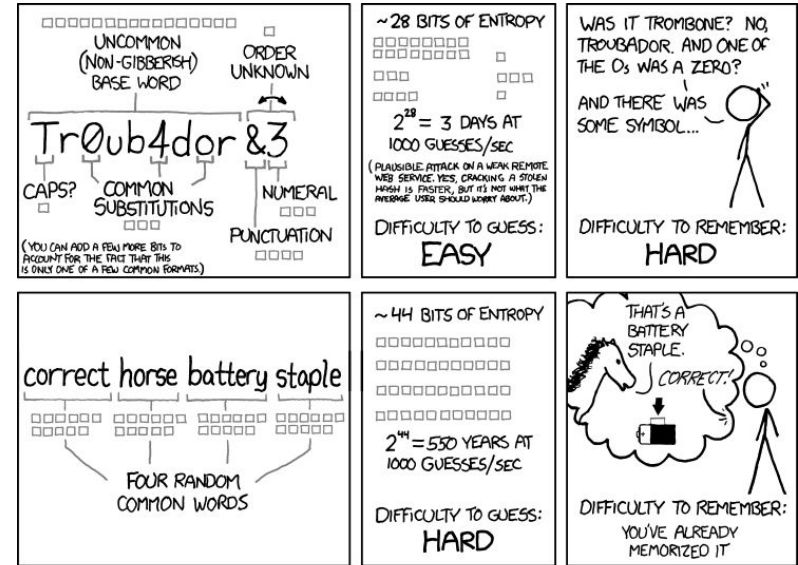 UNCOMMON
(NON-GIBBERISH)
BASE WORD
ORDER
UNKNOWN
Tr0ub4dor &3
CAPS?
COMMON
SUBSTITUTIONS
NUMERAL
PUNCTUATION
(YOU CAN ADD A FEW MORE BITS TO
ACCOUNT FOR THE FACT THAT THIS
IS ONLY ONE OF A FEW COMMON FORMATS.)
~28 BITS OF ENTROPY
2^28 = 3 DAYS AT
1000 GUESSES/SEC
(PLAUSIBLE ATTACK ON A WEAK REMOTE
WEB SERVICE. YES, CRACKING A STOLEN
HASH IS FASTER, BUT IT'S NOT WHAT THE
AVERAGE USER SHOULD WORRY ABOUT.)
DIFFICULTY TO GUESS:
EASY
WAS IT TROMBONE? NO,
TROUBADOR. AND ONE OF
THE Os WAS A ZERO?
AND THERE WAS
SOME SYMBOL...
DIFFICULTY TO REMEMBER:
HARD
correct horse battery staple
FOUR RANDOM
COMMON WORDS
~44 BITS OF ENTROPY
2^44 = 550 YEARS AT
1000 GUESSES/SEC
DIFFICULTY TO GUESS:
HARD
THAT'S A
BATTERY
STAPLE.
CORRECT!
DIFFICULTY TO REMEMBER:
YOU'VE ALREADY
MEMORIZED IT